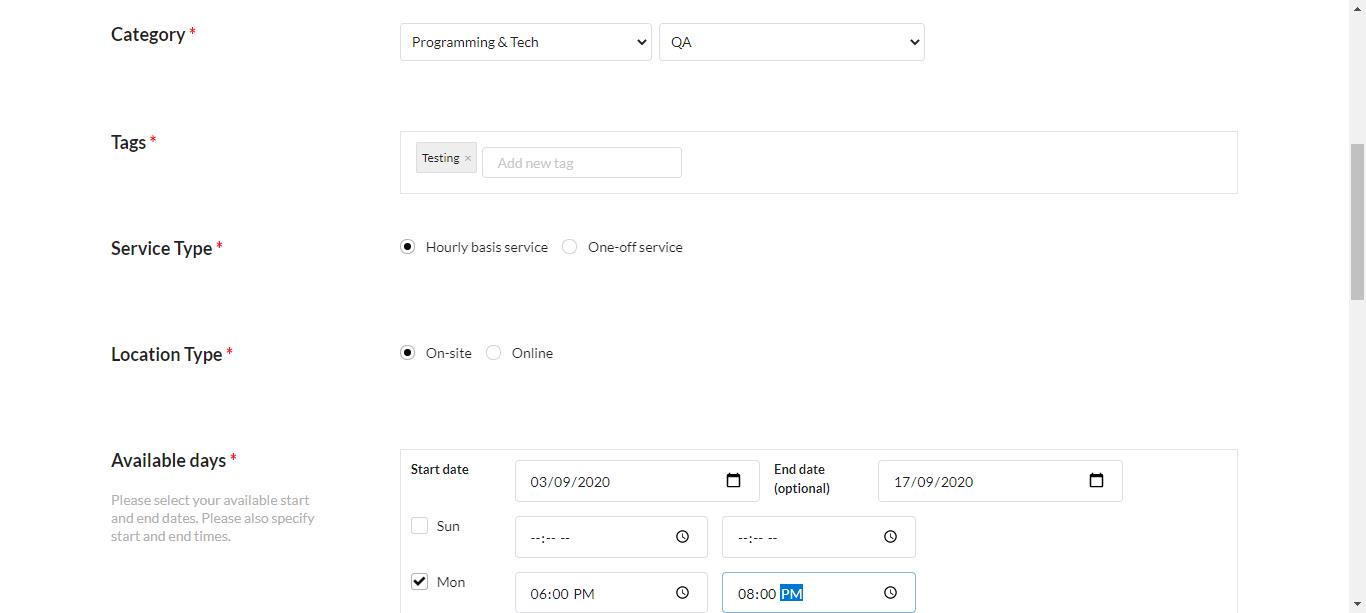 Category *
Programming & Tech
QA
Tags *
Testing ×
Add new tag
Service Type *
Hourly basis service
One-off service
Location Type *
On-site
Online
Available days *
Please select your available start
and end dates. Please also specify
start and end times.
Start date
03/09/2020
End date
(optional)
17/09/2020
Sun
--:-- --
--:-- --
Mon
06:00 PM
08:00 PM